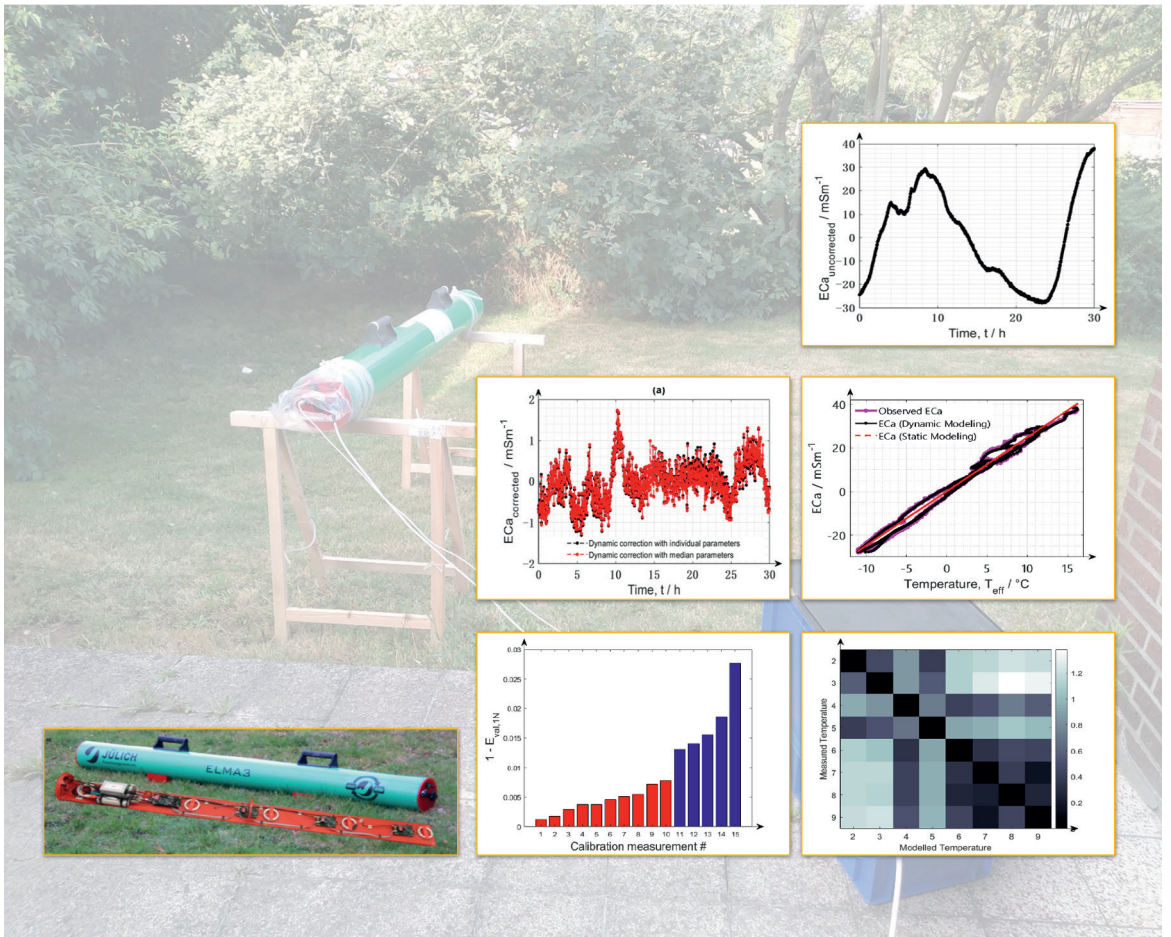 40
30
20
10
0
−10
−20
−30
0
10
20
30
ECa uncorrected / mSm-1
Time, t / h
(a)
2
1
0
-1
-2
0
5
10
15
20
25
30
ECa corrected / mSm-1
Dynamic correction with individual parameters
Dynamic correction with median parameters
Time, t / h
40
20
0
-20
-10
-5
0
5
10
15
ECa / mSm-1
Observed ECa
ECa (Dynamic Modeling)
ECa (Static Modeling)
Temperature, Teff / °C
JÜLICH
ELMA3
0.03
0.025
0.02
0.015
0.01
0.005
0
1 2 3 4 5 6 7 8 9 10 11 12 13 14 15
1 - Eval,1N
Calibration measurement #
2
3
4
5
6
7
8
9
2 3 4 5 6 7 8 9
Measured Temperature
Modelled Temperature
1.2
1
0.8
0.6
0.4
0.2